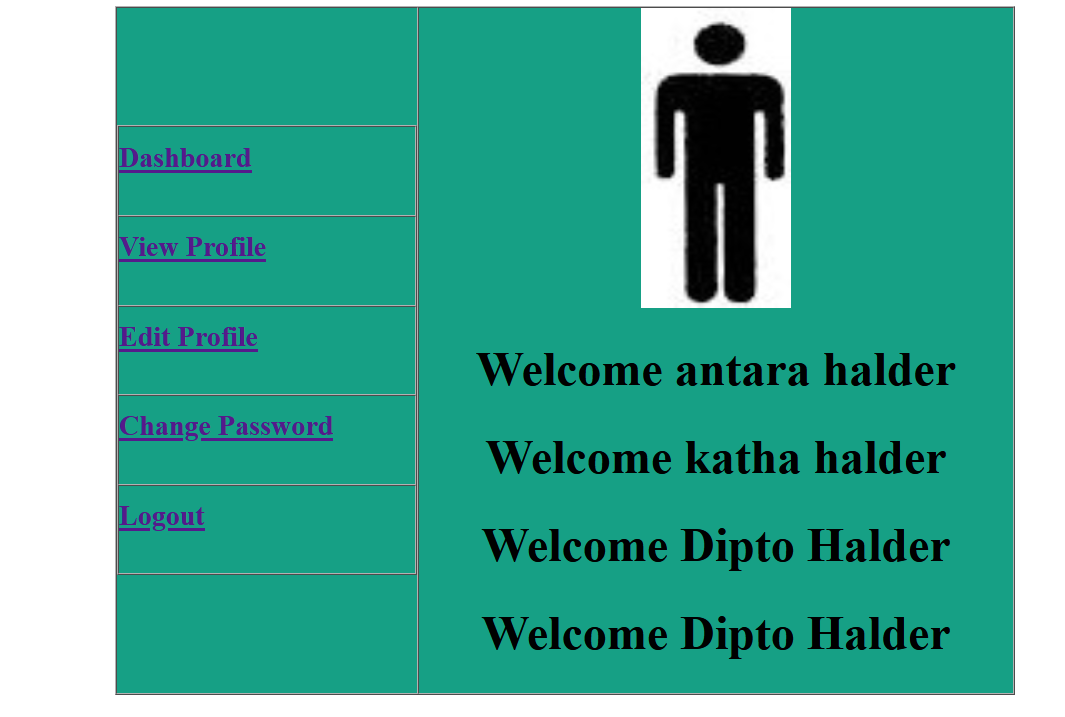 Dashboard
View Profile
Edit Profile
Change Password
Logout
Welcome antara halder
Welcome katha halder
Welcome Dipto Halder
Welcome Dipto Halder